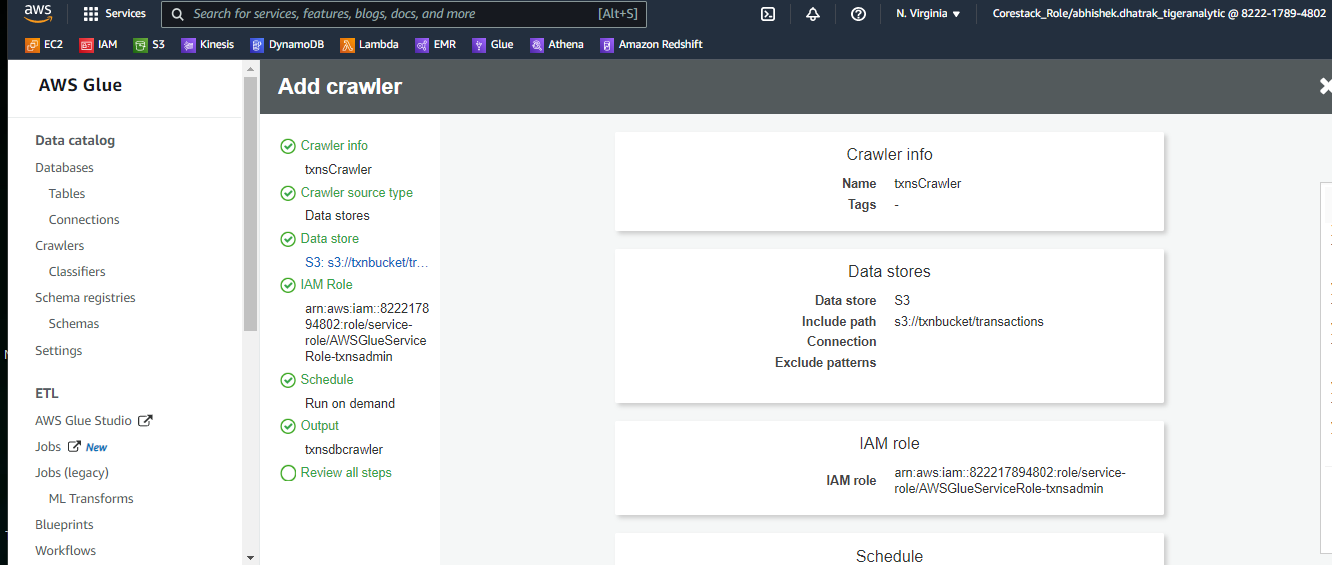 aws Services Search for services, features, blogs, docs, and more [Alt+S] N. Virginia Corestack_Role/abhishek.dhatrak_tigeranalytic @ 8222-1789-4802
EC2 IAM S3 Kinesis DynamoDB Lambda EMR Glue Athena Amazon Redshift
AWS Glue
Data catalog
Databases
Tables
Connections
Crawlers
Classifiers
Schema registries
Schemas
Settings
ETL
AWS Glue Studio
Jobs New
Jobs (legacy)
ML Transforms
Blueprints
Workflows
Add crawler
Crawler info
txnsCrawler
Crawler source type
Data stores
Data store
S3: s3://txnbucket/tr...
IAM Role
arn:aws:iam::822217
894802:role/service-
role/AWSGlueService
Role-txnsadmin
Schedule
Run on demand
Output
txnsdbcrawler
Review all steps
Crawler info
Name txnsCrawler
Tags -
Data stores
Data store S3
Include path s3://txnbucket/transactions
Connection
Exclude patterns
IAM role
IAM role arn:aws:iam::822217894802:role/service-
role/AWSGlueServiceRole-txnsadmin
Schedule